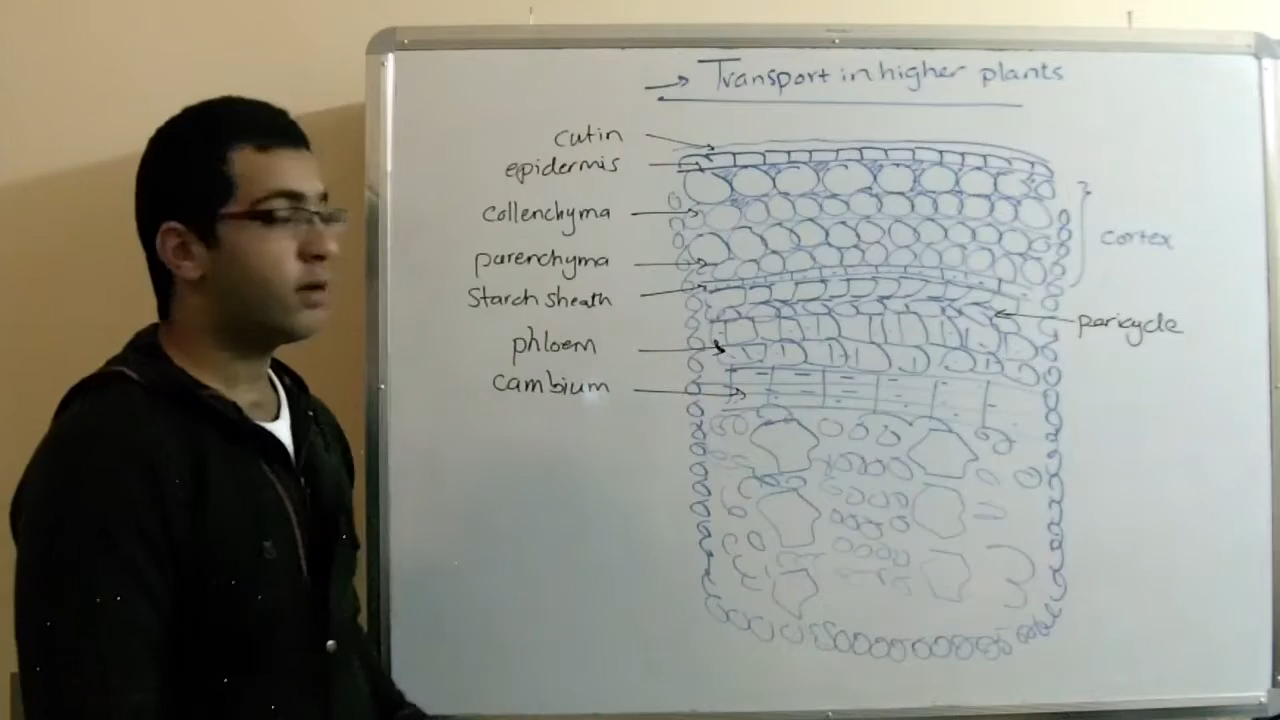 → Transport in higher plants
cutin
epidermis
collenchyma
cortex
parenchyma
Starch sheath
pericycle
phloem
cambium